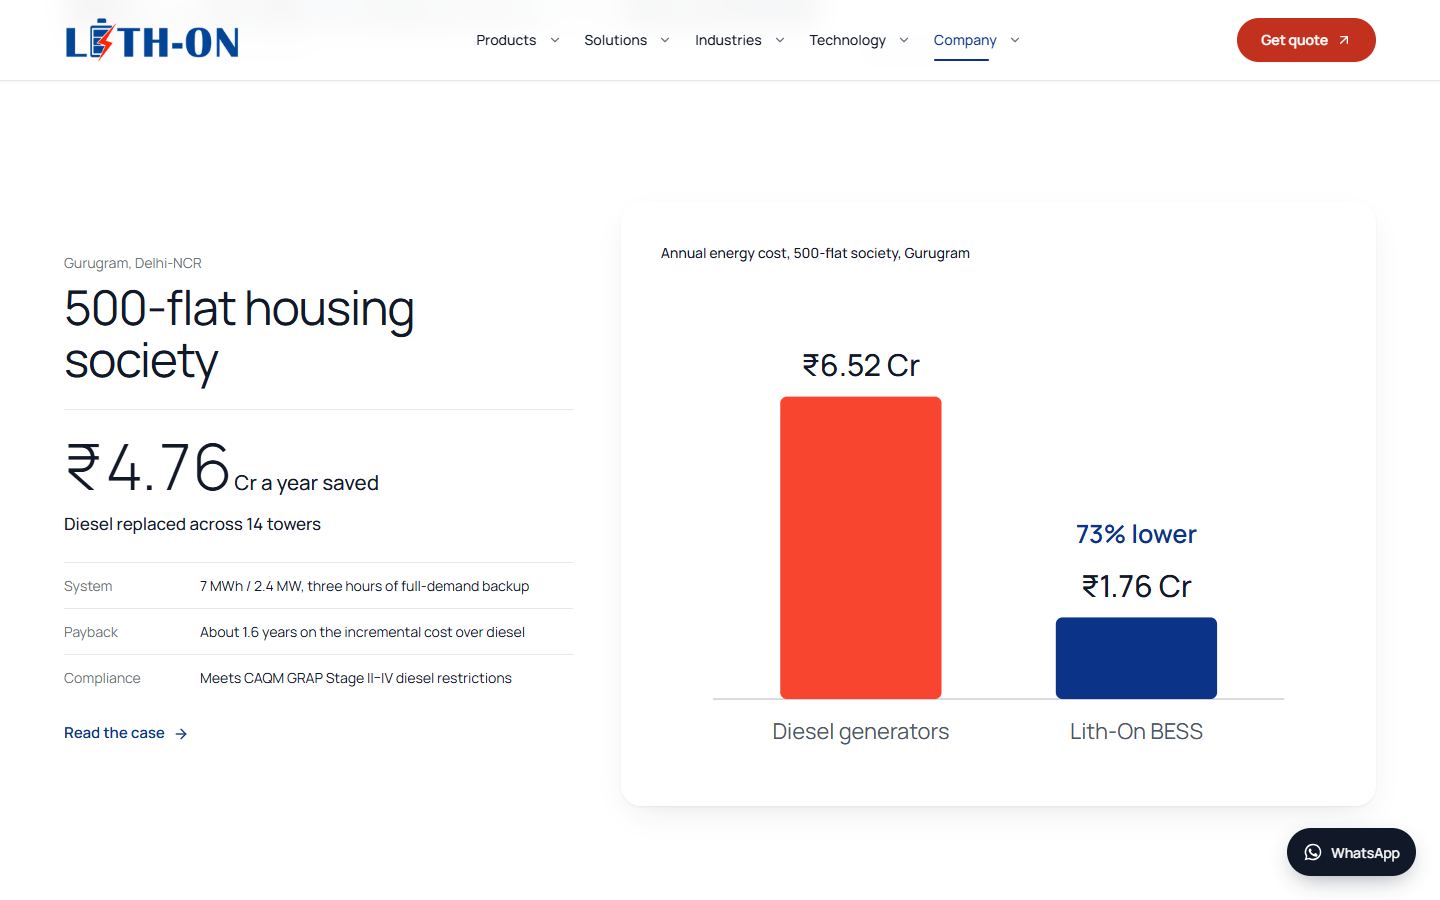 LITH-ON
Products
Solutions
Industries
Technology
Company
Get quote
Gurugram, Delhi-NCR
500-flat housing
society
₹4.76 Cr a year saved
Diesel replaced across 14 towers
System 7 MWh / 2.4 MW, three hours of full-demand backup
Payback About 1.6 years on the incremental cost over diesel
Compliance Meets CAQM GRAP Stage II–IV diesel restrictions
Read the case
Annual energy cost, 500-flat society, Gurugram
₹6.52 Cr
73% lower
₹1.76 Cr
Diesel generators
Lith-On BESS
WhatsApp